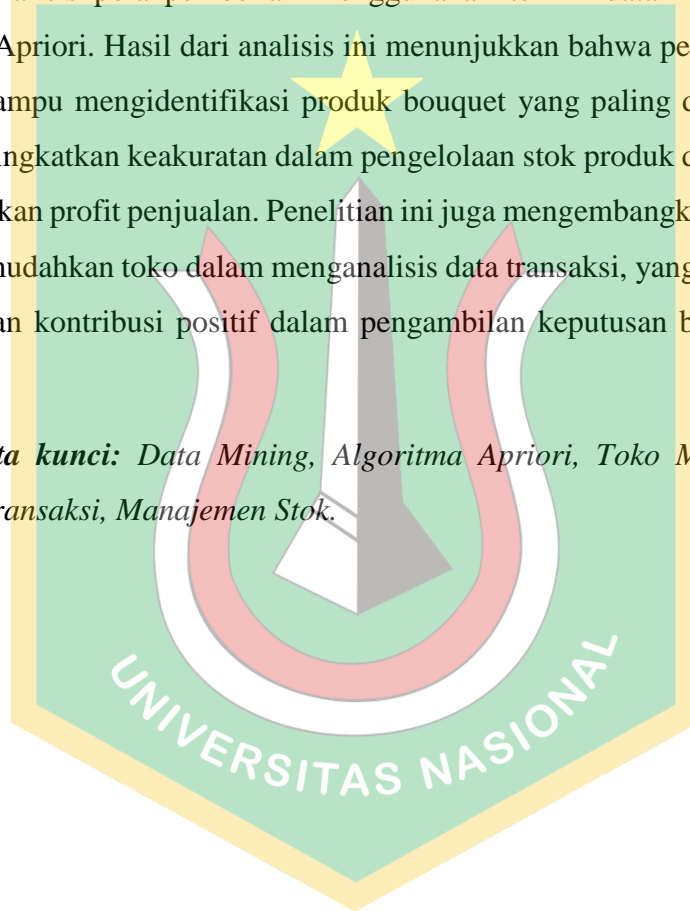 Apriori. Hasil dari analisis ini menunjukkan bahwa pe
ampu mengidentifikasi produk bouquet yang paling d
ingkatkan keakuratan dalam pengelolaan stok produk d
kan profit penjualan. Penelitian ini juga mengembangk
nudahkan toko dalam menganalisis data transaksi, yang
an kontribusi positif dalam pengambilan keputusan b
ta kunci: Data Mining, Algoritma Apriori, Toko M
ransaksi, Manajemen Stok.
UNIVERSITAS NASIONAL